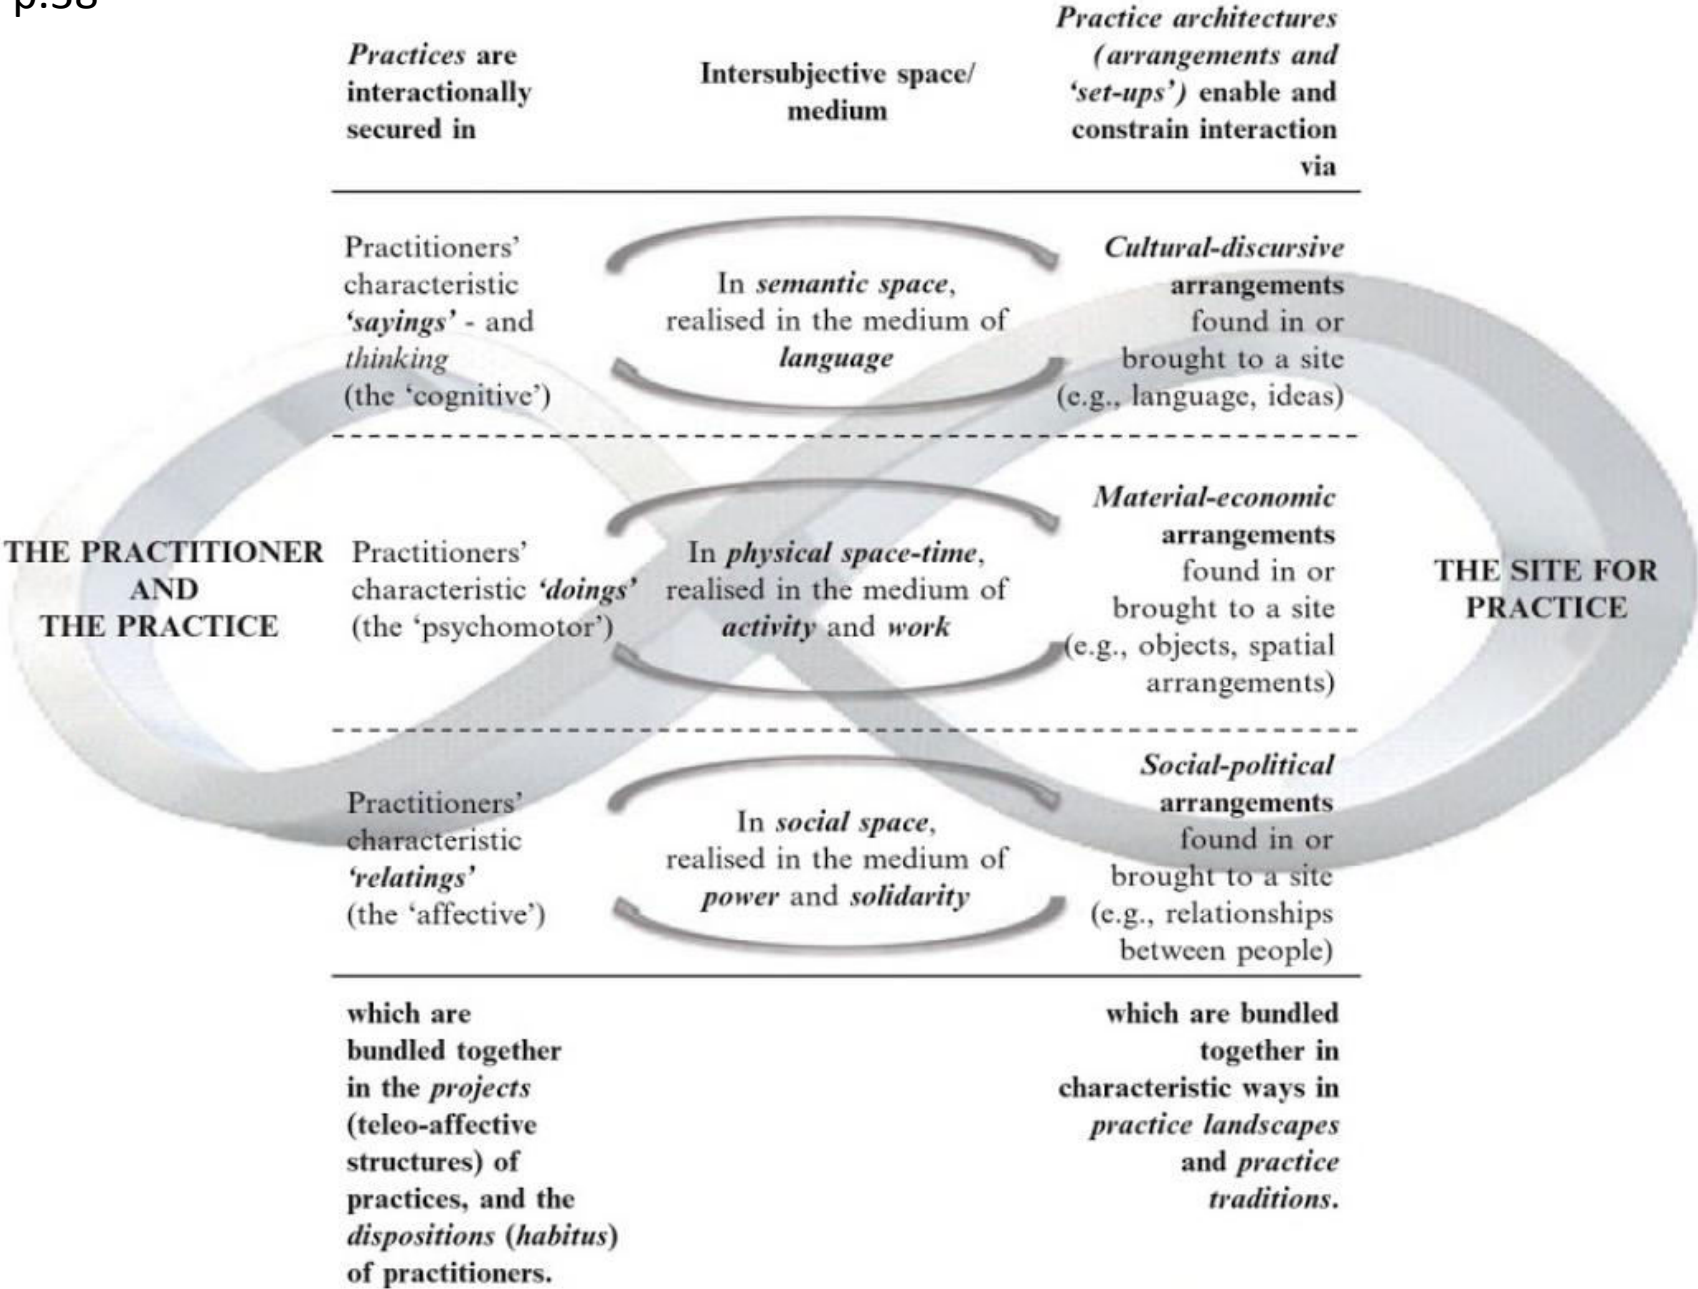 p.38
Practices are
interactionally
secured in
Intersubjective space/
medium
Practice architectures
(arrangements and
‘set-ups’) enable and
constrain interaction
via
Practitioners’
characteristic
‘sayings’ - and
thinking
(the ‘cognitive’)
In semantic space,
realised in the medium of
language
Cultural-discursive
arrangements
found in or
brought to a site
(e.g., language, ideas)
THE PRACTITIONER
AND
THE PRACTICE
Practitioners’
characteristic ‘doings’
(the ‘psychomotor’)
In physical space-time,
realised in the medium of
activity and work
Material-economic
arrangements
found in or
brought to a site
(e.g., objects, spatial
arrangements)
THE SITE FOR
PRACTICE
Practitioners’
characteristic
‘relatings’
(the ‘affective’)
In social space,
realised in the medium of
power and solidarity
Social-political
arrangements
found in or
brought to a site
(e.g., relationships
between people)
which are
bundled together
in the projects
(teleo-affective
structures) of
practices, and the
dispositions (habitus)
of practitioners.
which are bundled
together in
characteristic ways in
practice landscapes
and practice
traditions.